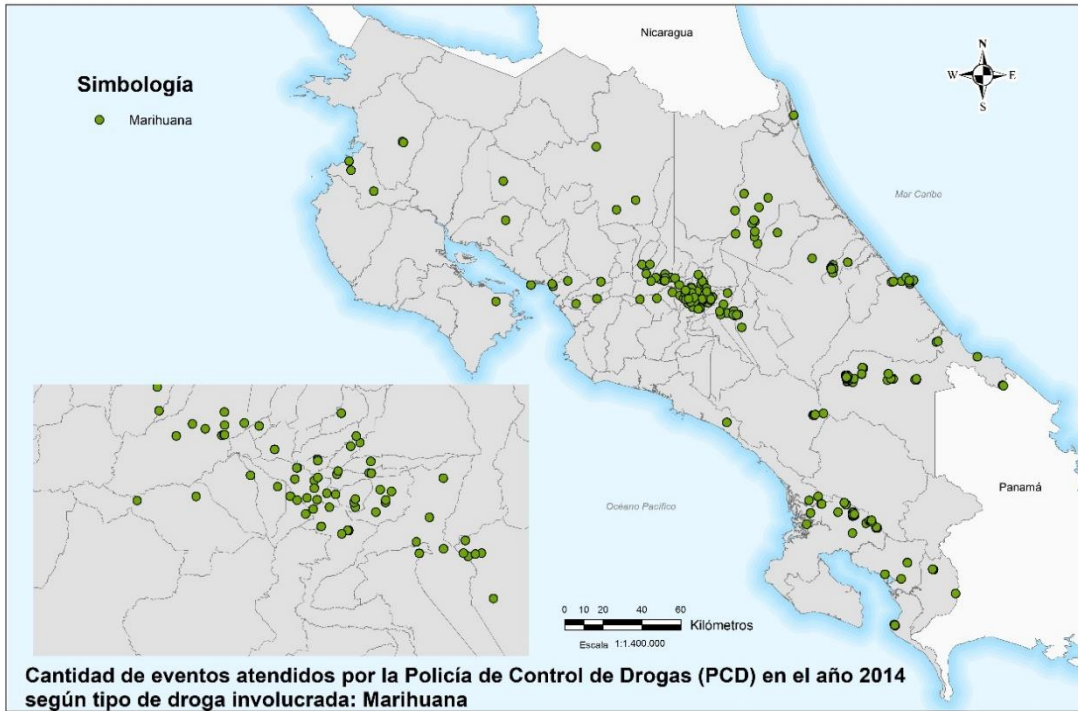 Nicaragua
N
W
E
S
Simbología
Marihuana
Mar Caribe
Panamá
Océano Pacífico
0 10 20 40 60
Kilómetros
Escala 1:1.400.000
Cantidad de eventos atendidos por la Policía de Control de Drogas (PCD) en el año 2014
según tipo de droga involucrada: Marihuana